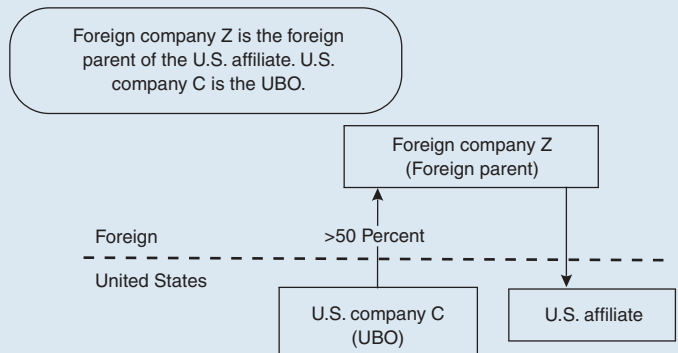 Foreign company Z is the foreign
parent of the U.S. affiliate. U.S.
company C is the UBO.
Foreign company Z
(Foreign parent)
Foreign
>50 Percent
United States
U.S. company C
(UBO)
U.S. affiliate